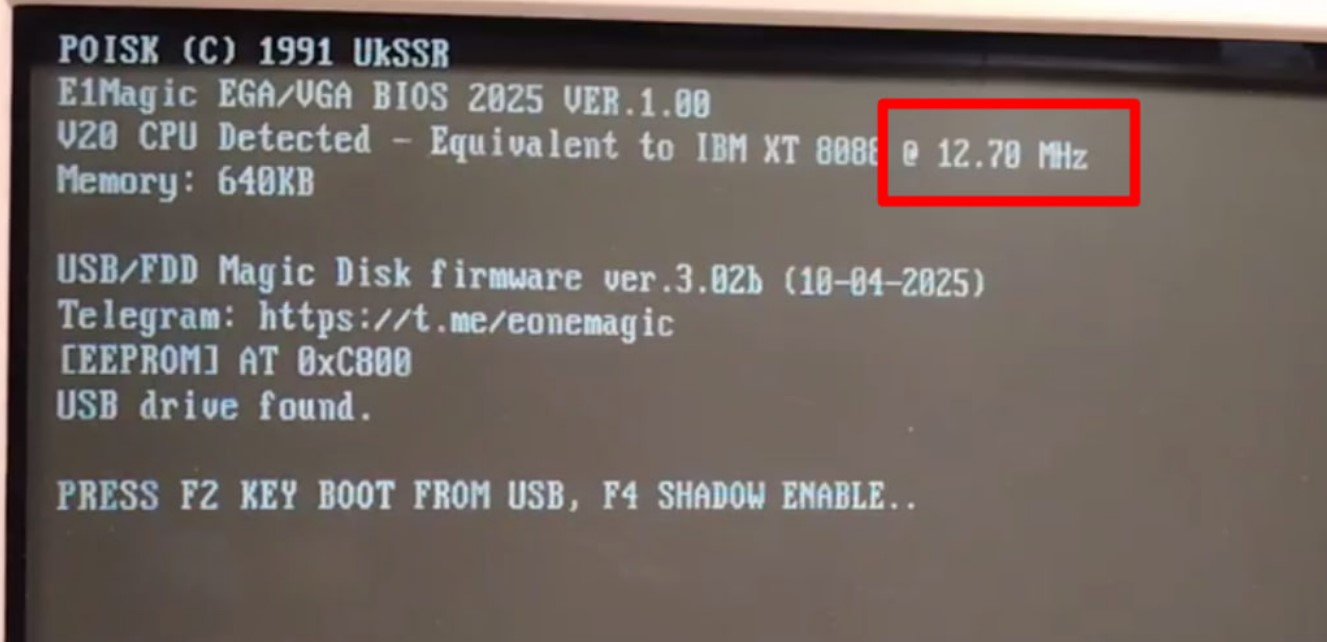 POISK (C) 1991 UkSSR
E1Magic EGA/VGA BIOS 2025 VER.1.00
V20 CPU Detected - Equivalent to IBM XT 8088 @ 12.70 MHz
Memory: 640KB
USB/FDD Magic Disk firmware ver.3.02b (10-04-2025)
Telegram: https://t.me/eonemagic
[EEPROM] AT 0xC800
USB drive found.
PRESS F2 KEY BOOT FROM USB, F4 SHADOW ENABLE..